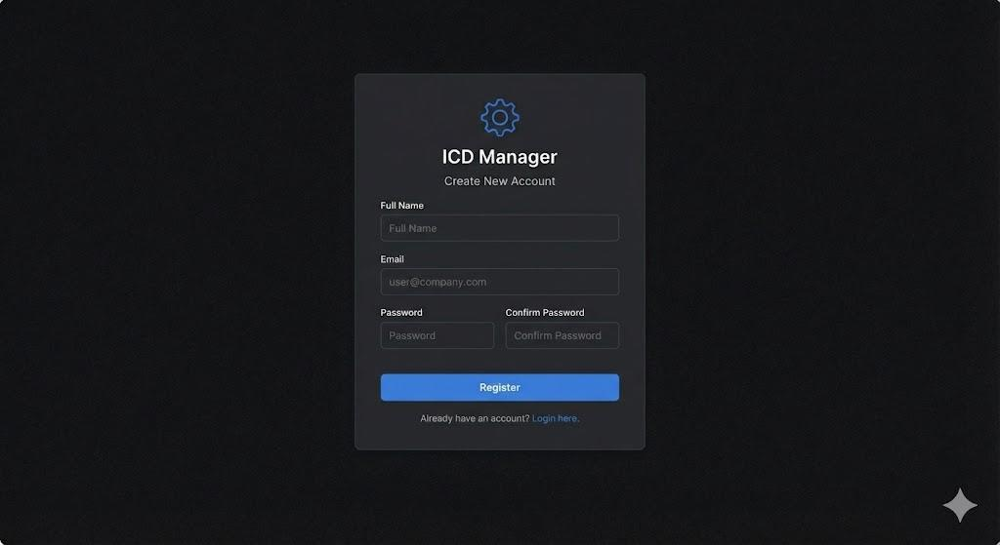 ICD Manager
Create New Account
Full Name
Full Name
Email
user@company.com
Password Confirm Password
Password Confirm Password
Register
Already have an account? Login here.